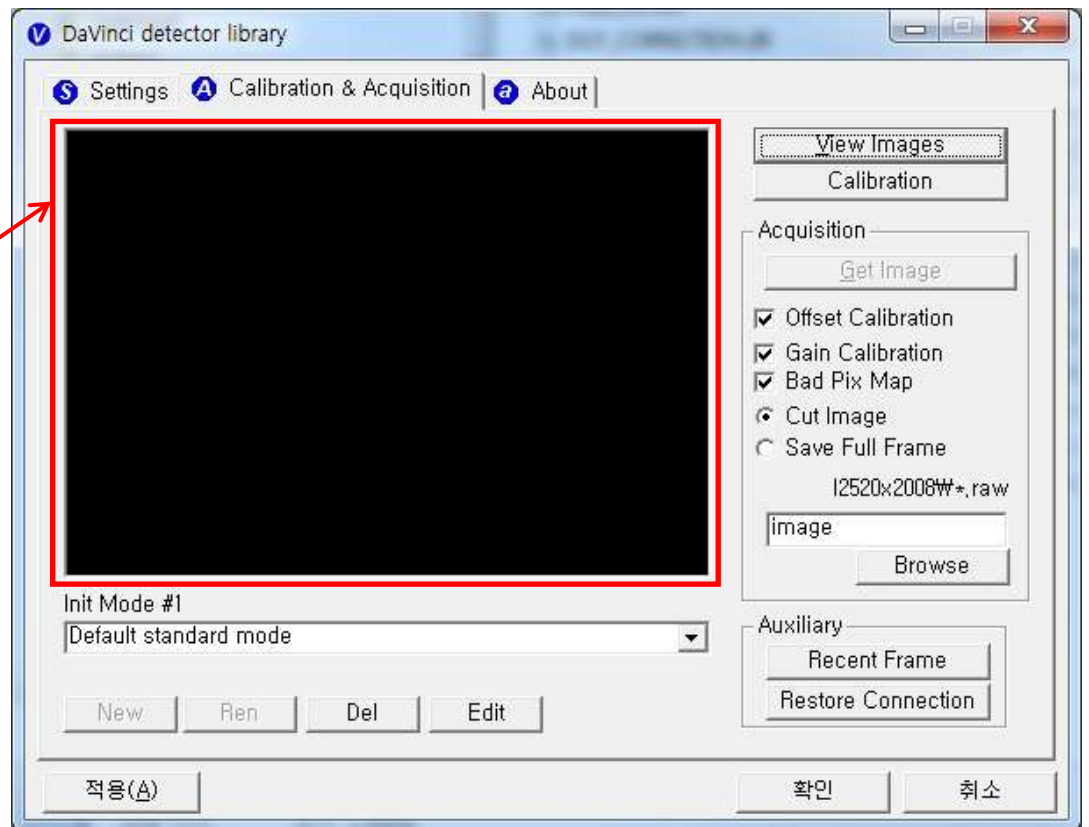 DaVinci detector library
Settings
Calibration & Acquisition
About
View Images
Calibration
Acquisition
Get Image
Offset Calibration
Gain Calibration
Bad Pix Map
Cut Image
Save Full Frame
I2520x2008₩*.raw
image
Browse
Init Mode #1
Default standard mode
Auxiliary
Recent Frame
Restore Connection
New Ren Del Edit
적용(A) 확인 취소